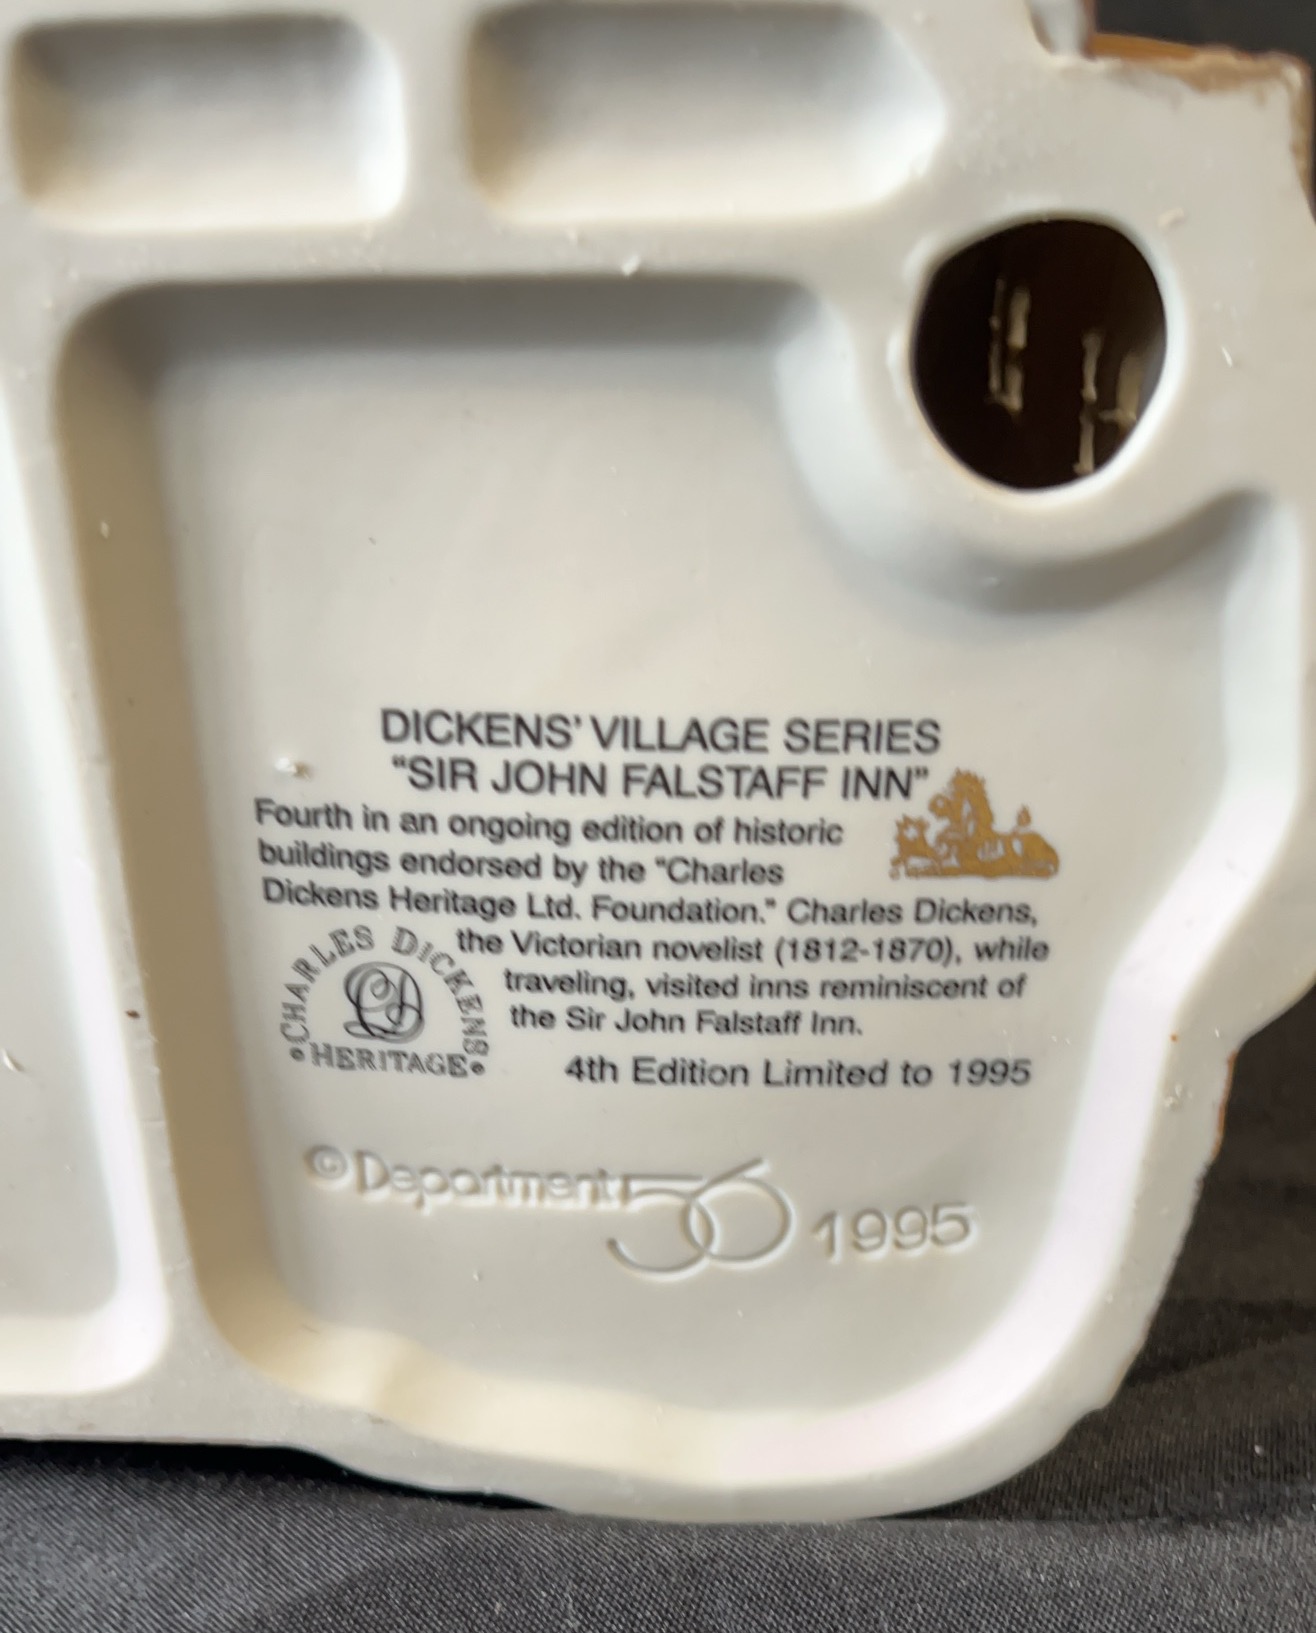 DICKENS' VILLAGE SERIES
"SIR JOHN FALSTAFF INN"
Fourth in an ongoing edition of historic
buildings endorsed by the "Charles
Dickens Heritage Ltd. Foundation." Charles Dickens,
the Victorian novelist (1812-1870), while
traveling, visited inns reminiscent of
the Sir John Falstaff Inn.
CHARLES DICKENS
CD
• HERITAGE •
4th Edition Limited to 1995
© Department 56 1995